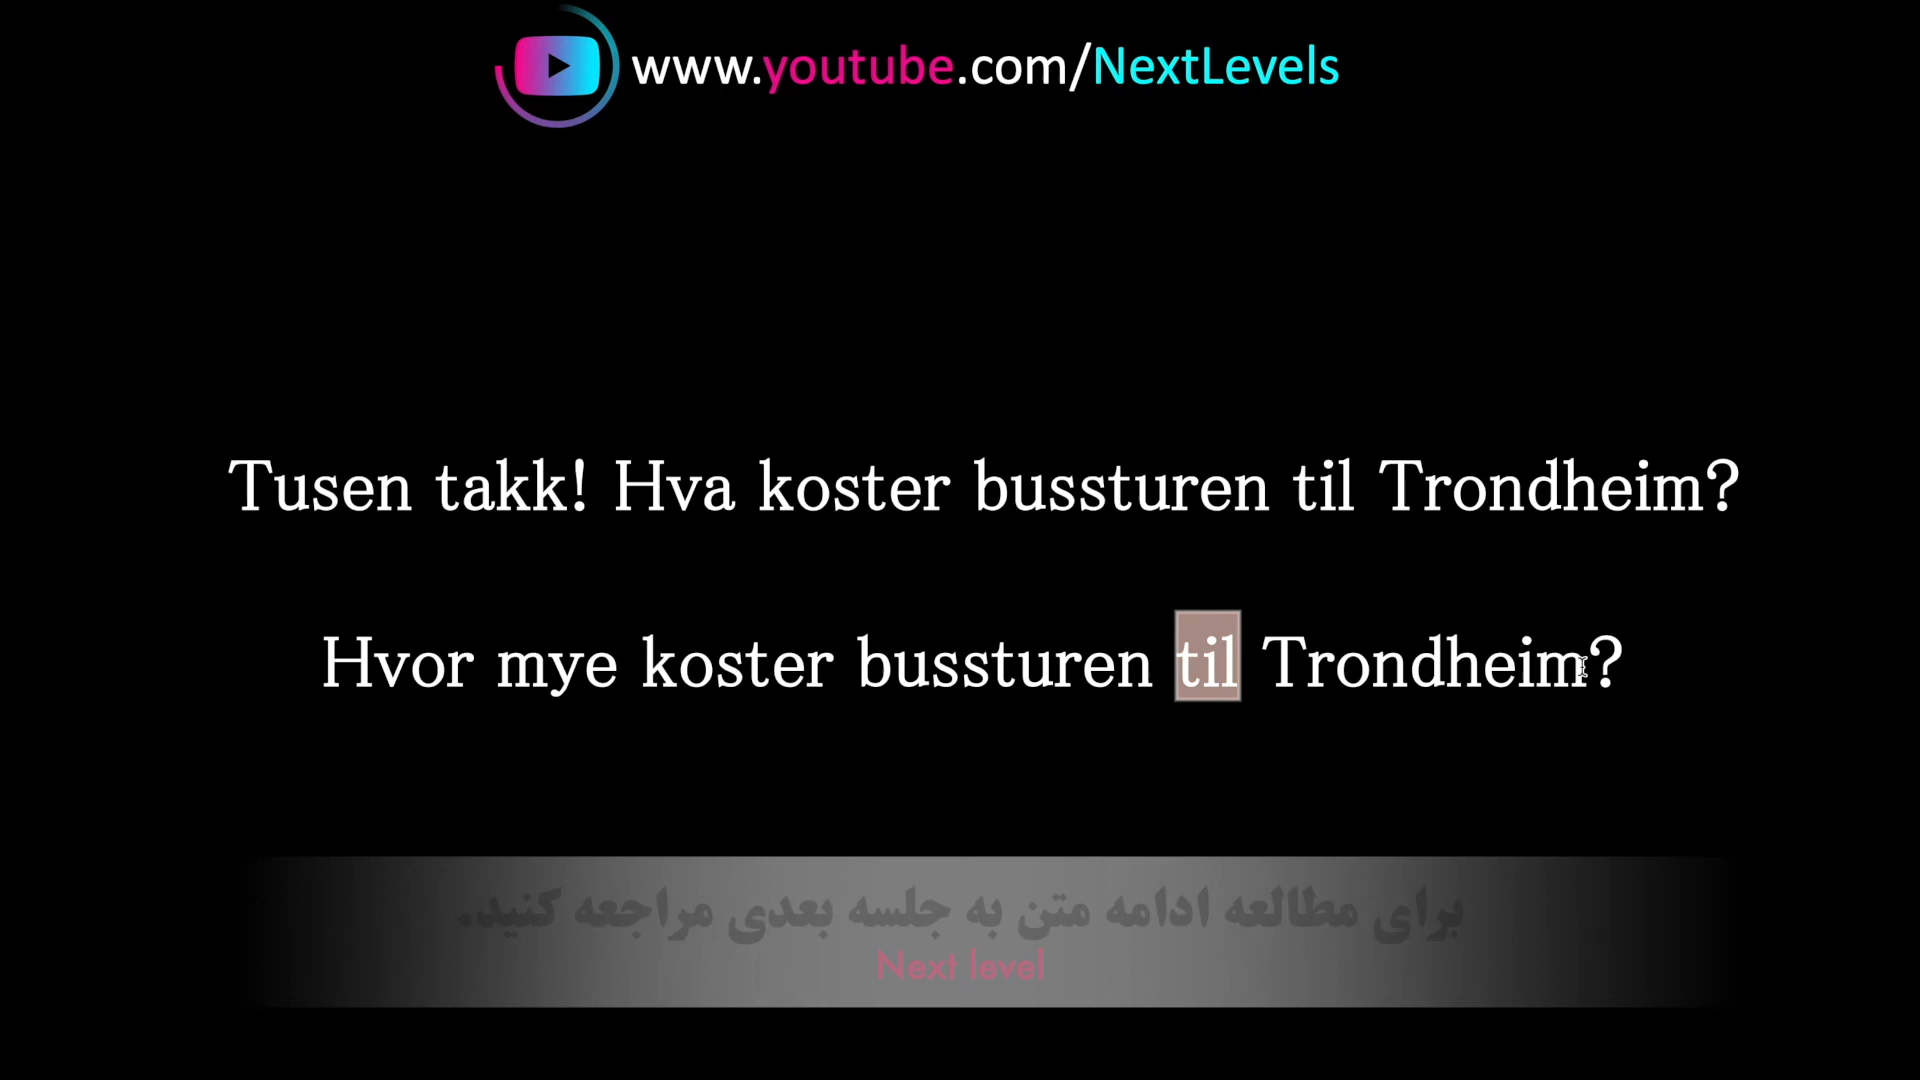 www.youtube.com/NextLevels
Tusen takk! Hva koster bussturen til Trondheim?
Hvor mye koster bussturen til Trondheim?
برای مطالعه ادامه متن به جلسه بعدی مراجعه کنید.
Next level